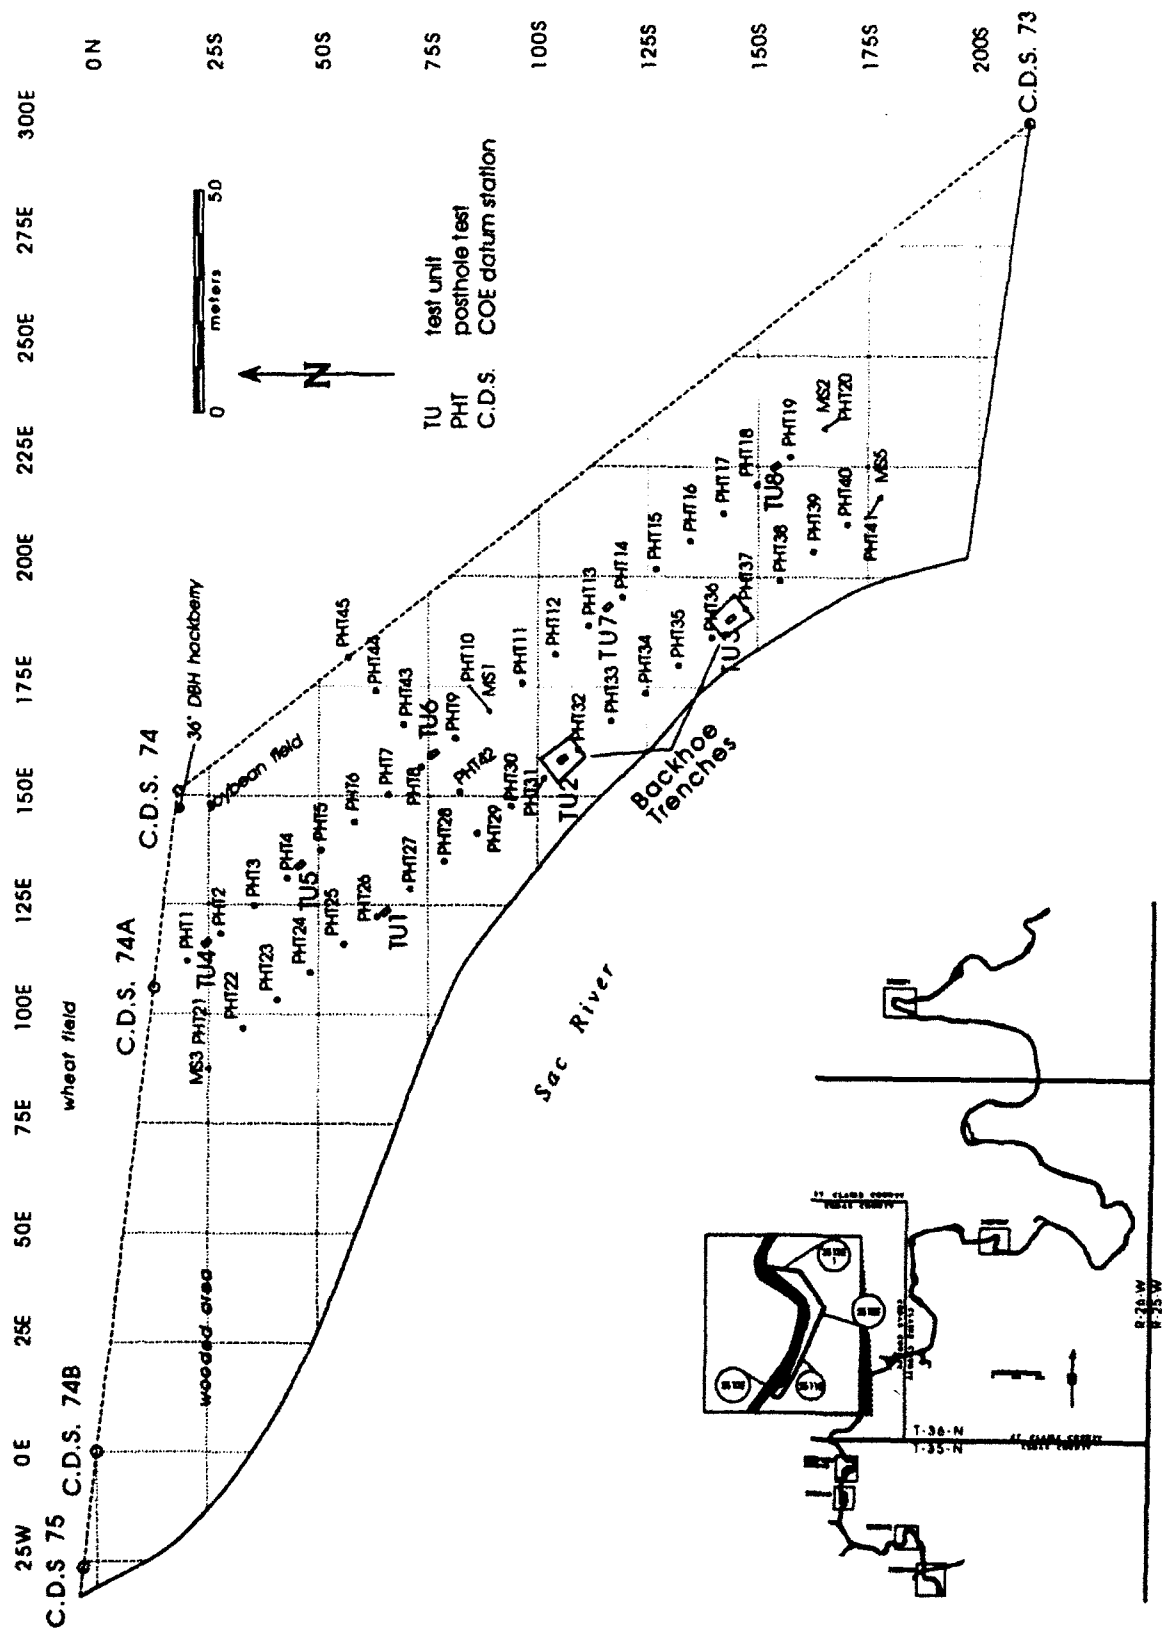 25W
0E
25E
50E
75E
100E
125E
150E
175E
200E
225E
250E
275E
300E
0N
25S
50S
75S
100S
125S
150S
175S
200S
C.D.S 75
C.D.S. 74B
C.D.S. 74A
C.D.S. 74
C.D.S. 73
wheat field
36" DBH hackberry
soybean field
wooded area
Sac River
Backhoe
Trenches
0
meters
50
N
TU test unit
PHT posthole test
C.D.S. COE datum station
MS3
PHT21
PHT1
TU4
PHT2
PHT22
PHT3
PHT23
PHT4
TU5
PHT24
PHT5
PHT25
PHT6
PHT26
TU1
PHT7
PHT27
PHT8
TU6
PHT28
PHT9
PHT42
PHT43
PHT44
PHT45
PHT10
MS1
PHT29
PHT30
PHT31
TU2
PHT11
PHT12
PHT32
PHT13
TU7
PHT14
PHT33
PHT34
PHT15
PHT35
PHT16
PHT36
TU3
PHT37
PHT17
PHT18
TU8
PHT38
PHT19
PHT39
MS2
PHT20
PHT40
PHT41
MS5
T-36-N
T-35-N
R-26-W
R-25-W